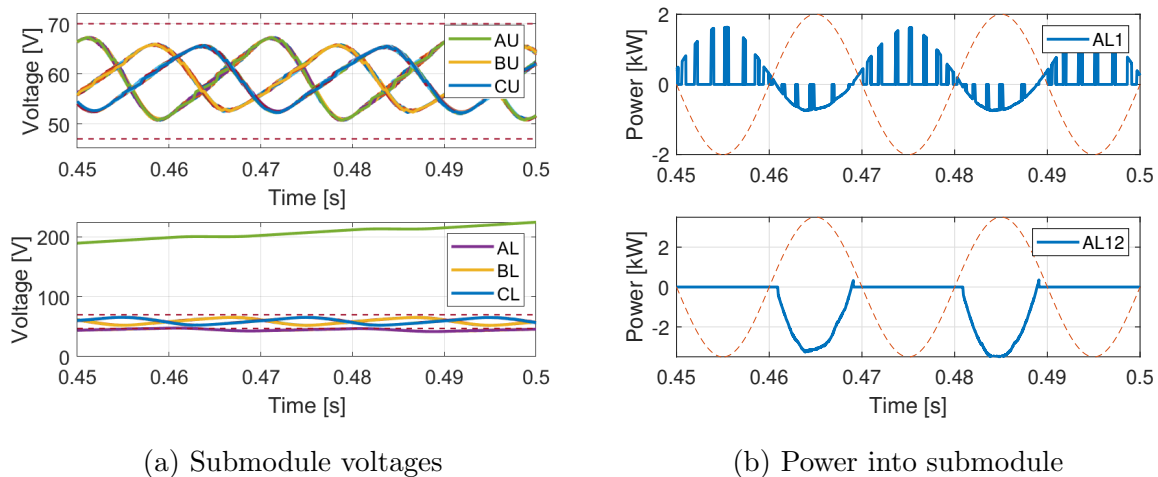 70
60
50
Voltage [V]
AU
BU
CU
0.45 0.46 0.47 0.48 0.49 0.5
Time [s]
200
100
0
Voltage [V]
AL
BL
CL
0.45 0.46 0.47 0.48 0.49 0.5
Time [s]
(a) Submodule voltages
2
0
-2
Power [kW]
AL1
0.45 0.46 0.47 0.48 0.49 0.5
2
0
-2
Power [kW]
AL12
0.45 0.46 0.47 0.48 0.49 0.5
Time [s]
(b) Power into submodule